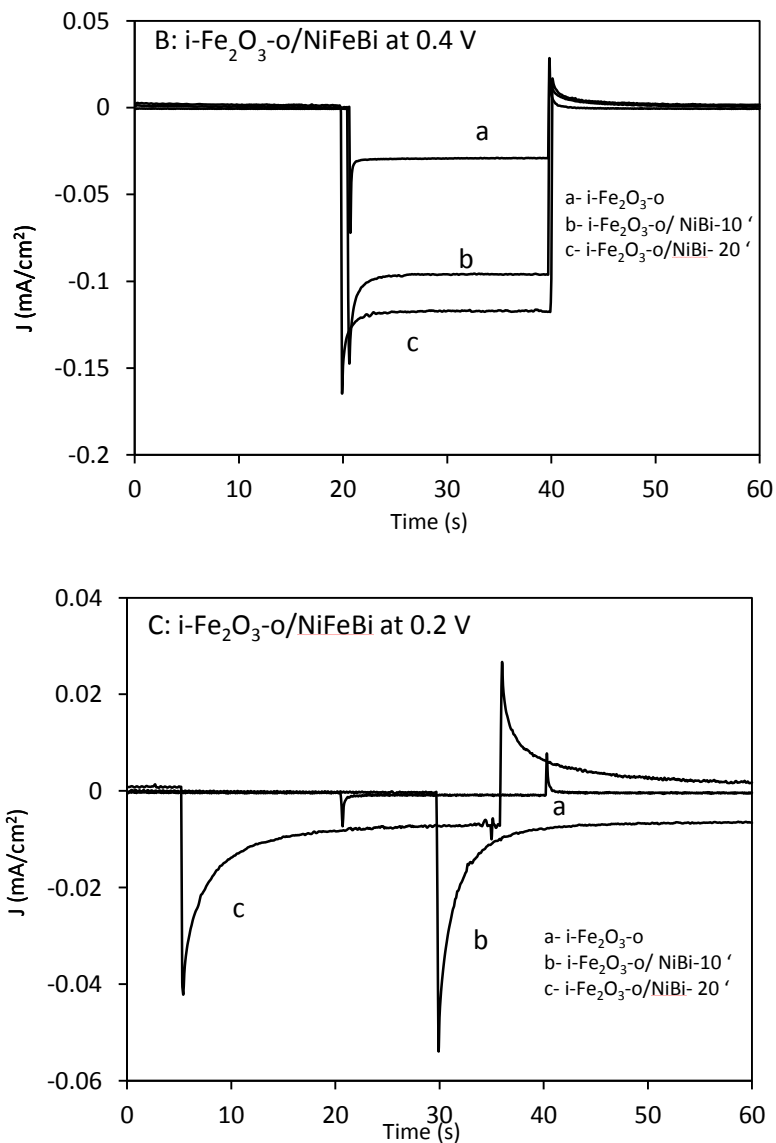 B: i-Fe₂O₃-o/NiFeBi at 0.4 V
0.05
0
-0.05
-0.1
-0.15
-0.2
J (mA/cm²)
a
b
c
a- i-Fe₂O₃-o
b- i-Fe₂O₃-o/ NiBi-10 ‘
c- i-Fe₂O₃-o/NiBi- 20 ‘
0 10 20 30 40 50 60
Time (s)
C: i-Fe₂O₃-o/NiFeBi at 0.2 V
0.04
0.02
0
-0.02
-0.04
-0.06
J (mA/cm²)
a
c
b
a- i-Fe₂O₃-o
b- i-Fe₂O₃-o/ NiBi-10 ‘
c- i-Fe₂O₃-o/NiBi- 20 ‘
0 10 20 30 40 50 60
Time (s)